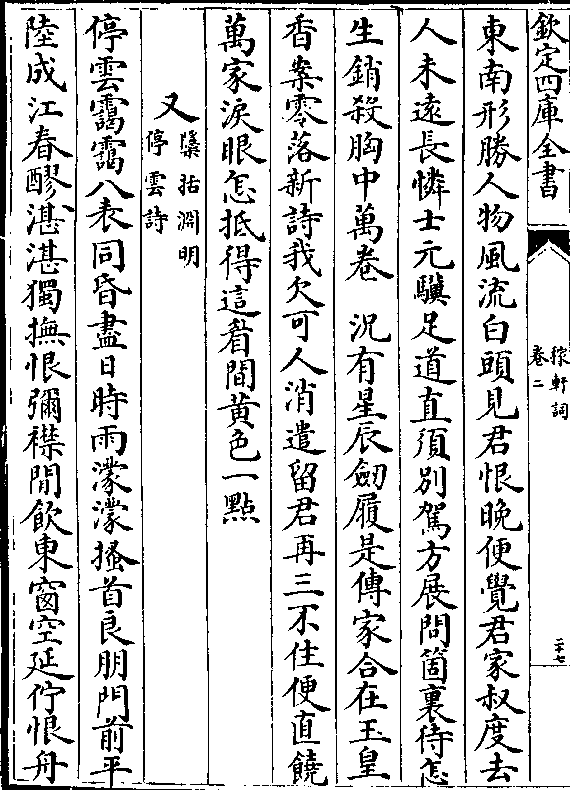 欽定四庫全書
稼軒詞
卷二
二十七
東南形勝人物風流白頭見君恨晚便覺君家叔度去
人未遠長憐士元驥足道直須別駕方展問箇裏待怎
生銷殺胸中萬卷　況有星辰劒履是傳家合在玉皇
香案零落新詩我欠可人消遣留君再三不住便直饒
萬家淚眼怎抵得這眉間黃色一點
又
檃括淵明
停雲詩
停雲靄靄八表同昏盡日時雨濛濛搔首良朋門前平
陸成江春醪湛湛獨撫恨彌襟閒飲東窗空延佇恨舟